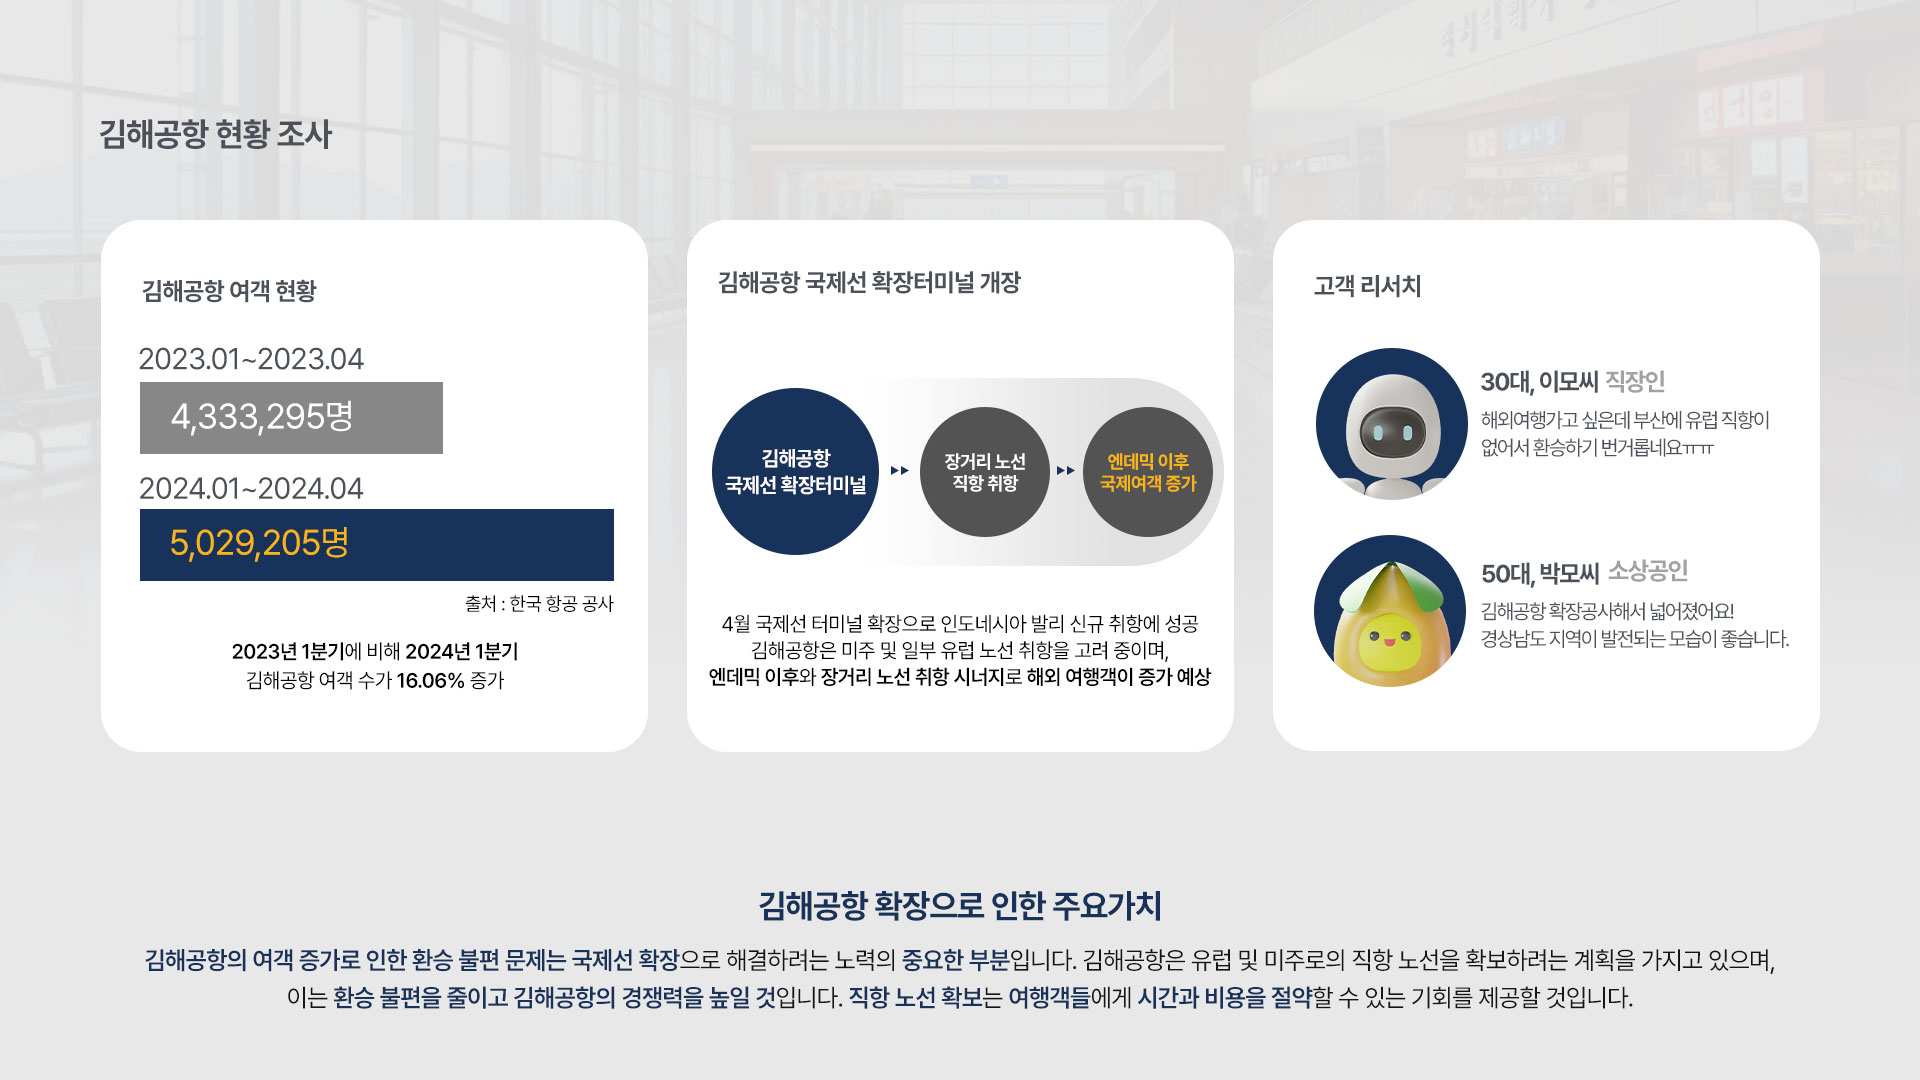 김해공항 현황 조사
김해공항 여객 현황
2023.01~2023.04
4,333,295명
2024.01~2024.04
5,029,205명
출처 : 한국 항공 공사
2023년 1분기에 비해 2024년 1분기
김해공항 여객 수가 16.06% 증가
김해공항 국제선 확장터미널 개장
김해공항
국제선 확장터미널
장거리 노선
직항 취항
엔데믹 이후
국제여객 증가
4월 국제선 터미널 확장으로 인도네시아 발리 신규 취항에 성공
김해공항은 미주 및 일부 유럽 노선 취항을 고려 중이며,
엔데믹 이후와 장거리 노선 취항 시너지로 해외 여행객이 증가 예상
고객 리서치
30대, 이모씨 직장인
해외여행가고 싶은데 부산에 유럽 직항이
없어서 환승하기 번거롭네요ㅠㅠ
50대, 박모씨 소상공인
김해공항 확장공사해서 넓어졌어요!
경상남도 지역이 발전되는 모습이 좋습니다.
김해공항 확장으로 인한 주요가치
김해공항의 여객 증가로 인한 환승 불편 문제는 국제선 확장으로 해결하려는 노력의 중요한 부분입니다. 김해공항은 유럽 및 미주로의 직항 노선을 확보하려는 계획을 가지고 있으며,
이는 환승 불편을 줄이고 김해공항의 경쟁력을 높일 것입니다. 직항 노선 확보는 여행객들에게 시간과 비용을 절약할 수 있는 기회를 제공할 것입니다.